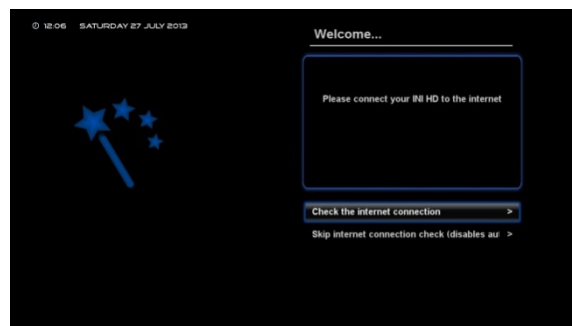 12:06 SATURDAY 27 JULY 2013
Welcome...
Please connect your INI HD to the internet
Check the internet connection >
Skip internet connection check (disables au >